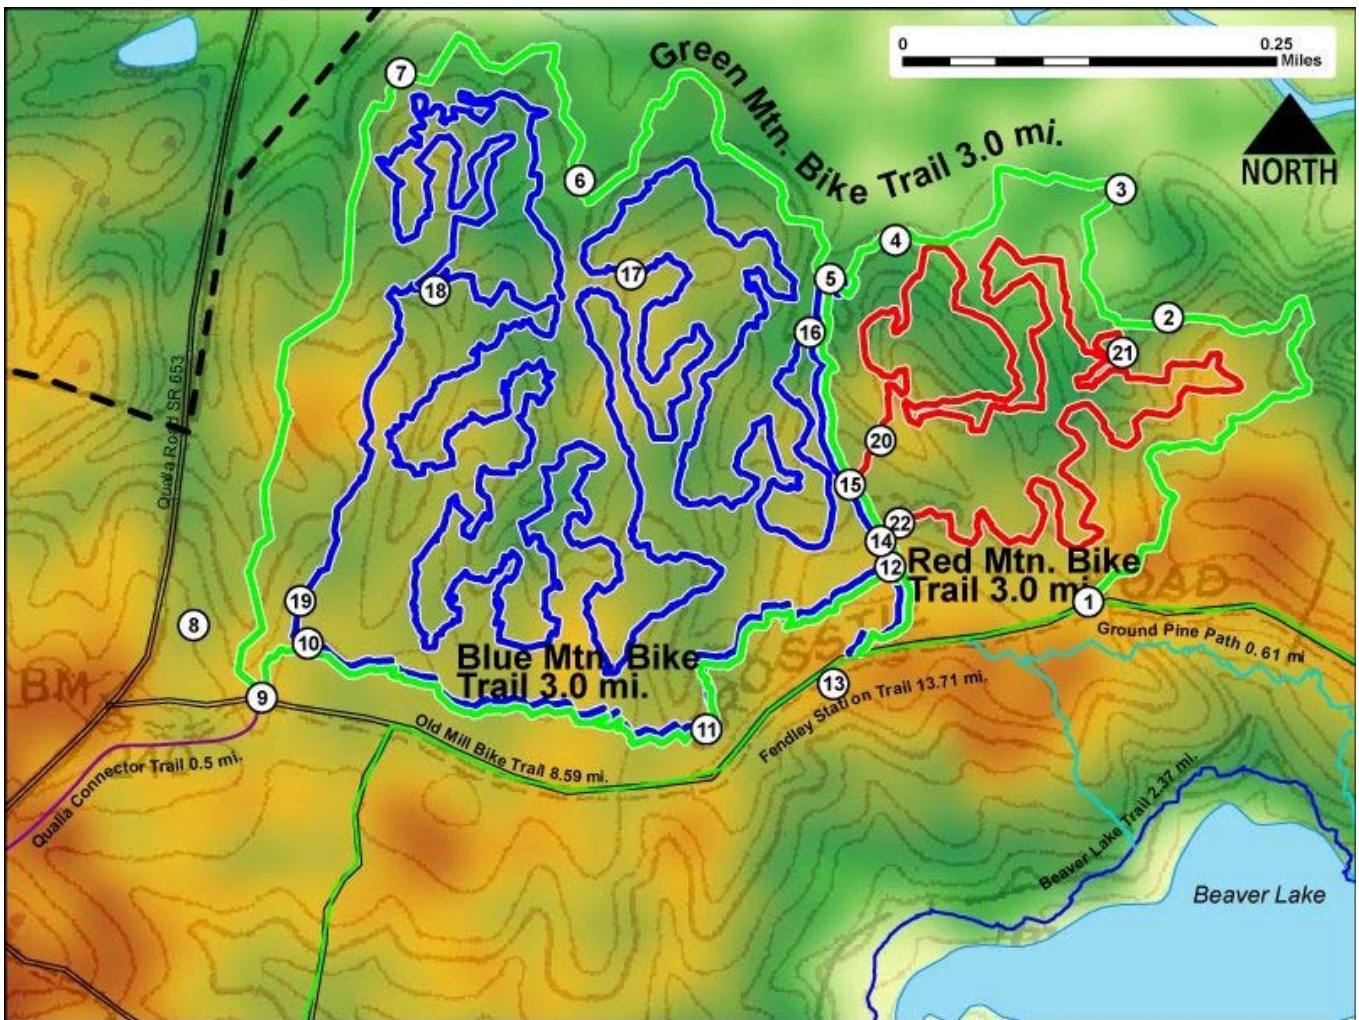 0 0.25
Miles
NORTH
Green Mtn. Bike Trail 3.0 mi.
7
6
3
4
5
17
18
2
16
21
Qualla Road SR 653
20
15
22
14
12
Red Mtn. Bike
Trail 3.0 mi.
19
1
8
10
Ground Pine Path 0.61 mi
Blue Mtn. Bike
Trail 3.0 mi.
BM
ROAD
9
13
Fendley Station Trail 13.71 mi.
11
Old Mill Bike Trail 8.59 mi.
Qualla Connector Trail 0.5 mi.
Beaver Lake Trail 2.37 mi.
Beaver Lake